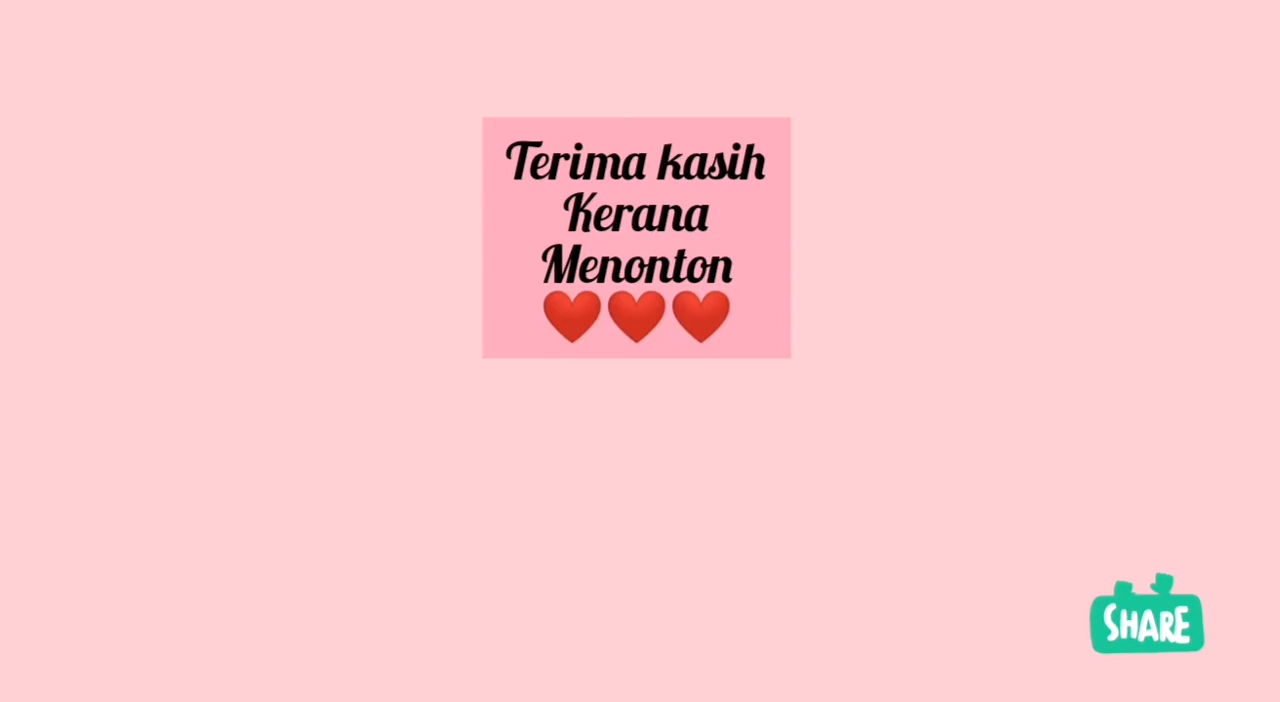 Terima kasih
Kerana
Menonton
❤️❤️❤️
SHARE